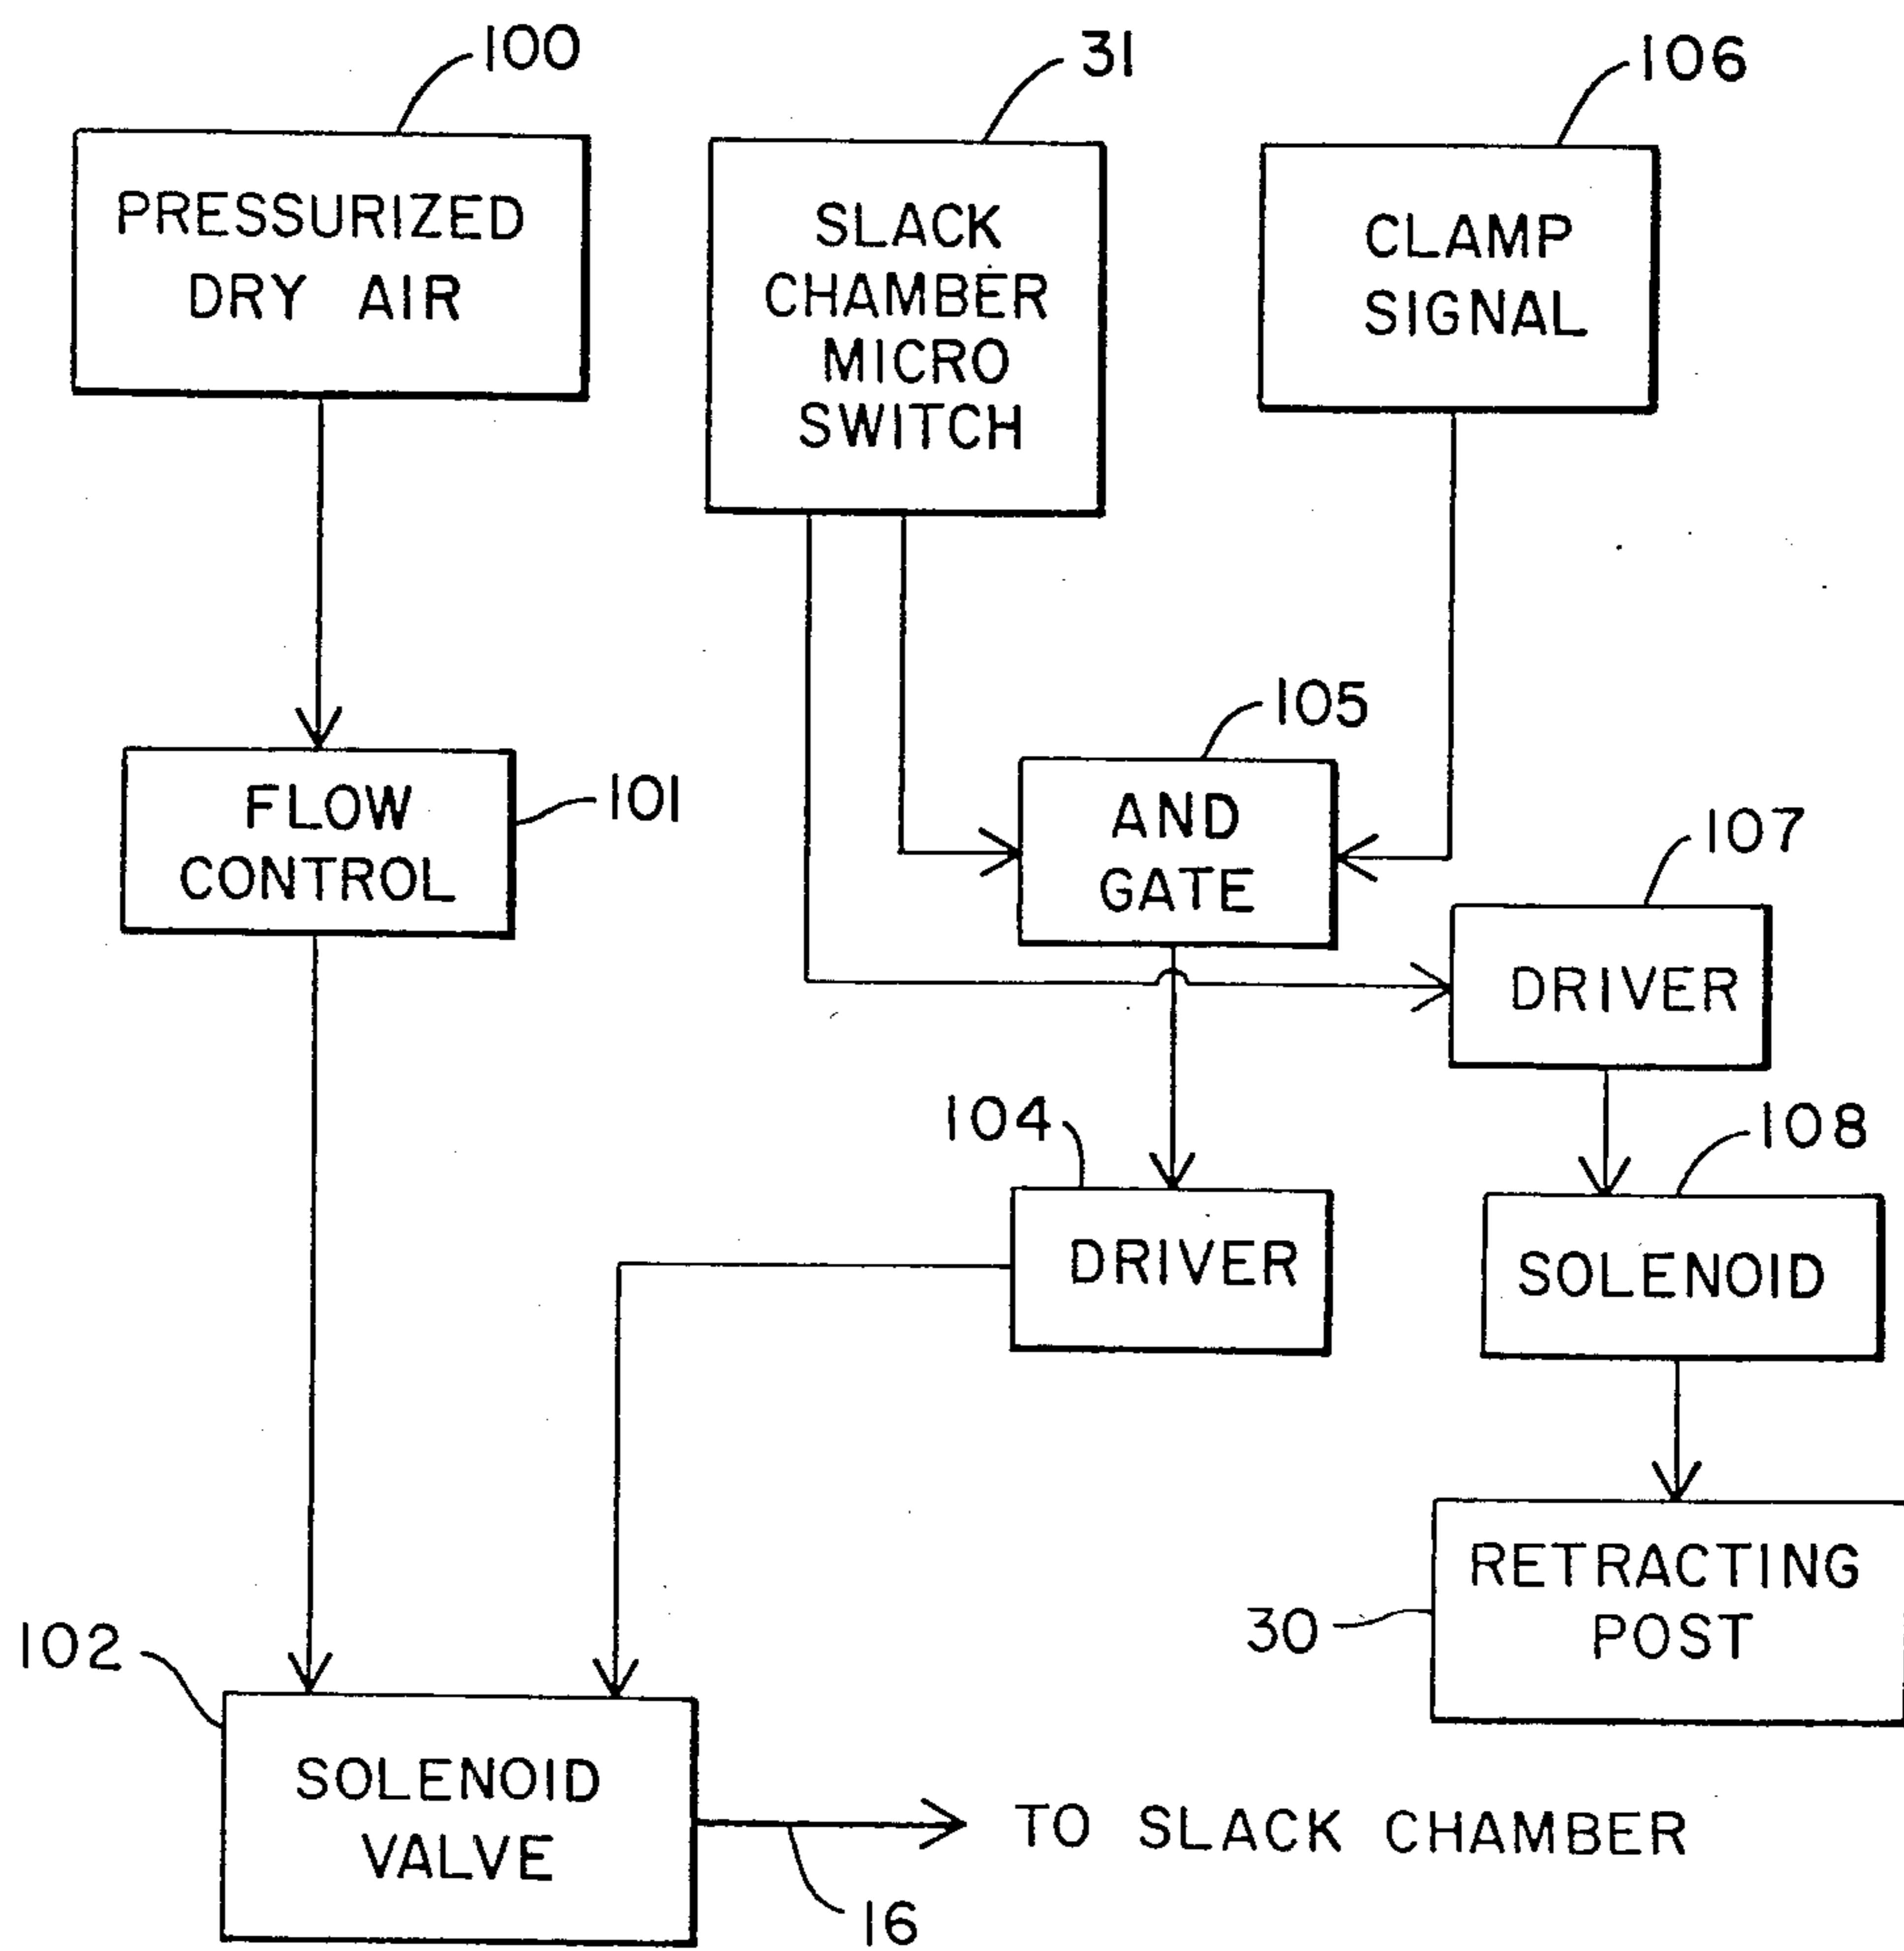 100
31
106
PRESSURIZED
DRY AIR
SLACK
CHAMBER
MICRO
SWITCH
CLAMP
SIGNAL
105
FLOW
CONTROL
101
AND
GATE
107
DRIVER
104
108
DRIVER
SOLENOID
RETRACTING
POST
30
102
SOLENOID
VALVE
TO SLACK CHAMBER
16